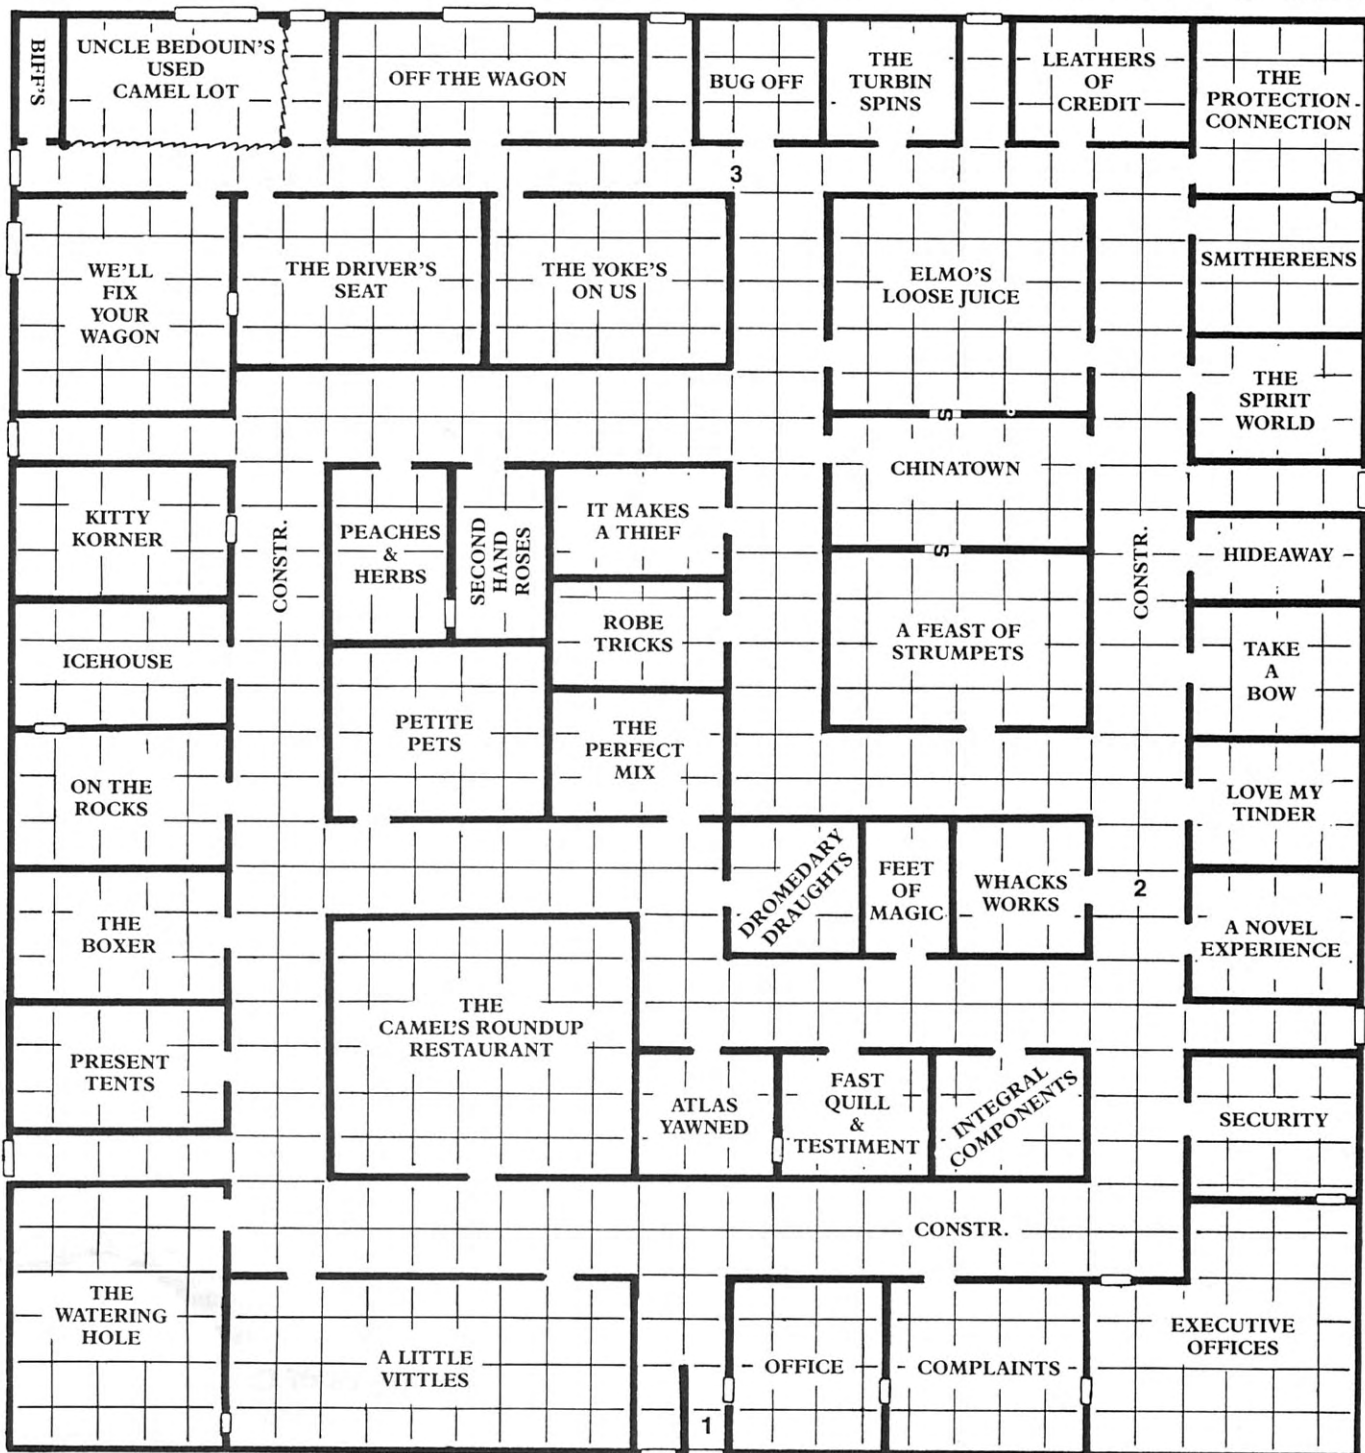 BIFF'S
UNCLE BEDOUIN'S
USED
CAMEL LOT
OFF THE WAGON
BUG OFF
THE
TURBIN
SPINS
LEATHERS
OF
CREDIT
THE
PROTECTION
CONNECTION
3
WE'LL
FIX
YOUR
WAGON
THE DRIVER'S
SEAT
THE YOKE'S
ON US
ELMO'S
LOOSE JUICE
SMITHEREENS
THE
SPIRIT
WORLD
S
CHINATOWN
S
KITTY
KORNER
CONSTR.
PEACHES
&
HERBS
SECOND
HAND
ROSES
IT MAKES
A THIEF
CONSTR.
HIDEAWAY
ICEHOUSE
ROBE
TRICKS
A FEAST OF
STRUMPETS
TAKE
A
BOW
PETITE
PETS
THE
PERFECT
MIX
ON THE
ROCKS
LOVE MY
TINDER
DROMEDARY
DRAUGHTS
FEET
OF
MAGIC
WHACKS
WORKS
2
THE
BOXER
A NOVEL
EXPERIENCE
THE
CAMEL'S ROUNDUP
RESTAURANT
PRESENT
TENTS
ATLAS
YAWNED
FAST
QUILL
&
TESTIMENT
INTEGRAL
COMPONENTS
SECURITY
CONSTR.
THE
WATERING
HOLE
A LITTLE
VITTLES
1
OFFICE
COMPLAINTS
EXECUTIVE
OFFICES